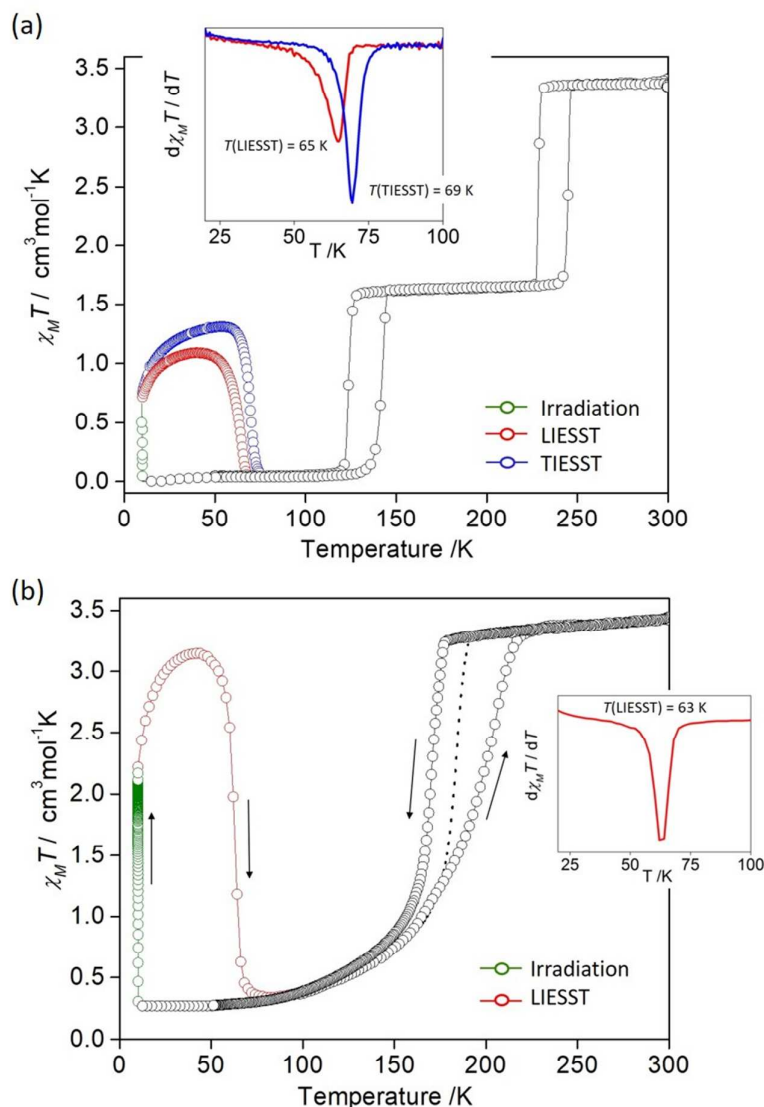 (a)
dχMT / dT
T(LIESST) = 65 K
T(TIESST) = 69 K
25 50 75 100
T /K
3.5
3.0
2.5
2.0
1.5
1.0
0.5
0.0
χMT / cm³mol⁻¹K
Irradiation
LIESST
TIESST
0 50 100 150 200 250 300
Temperature /K
(b)
3.5
3.0
2.5
2.0
1.5
1.0
0.5
0.0
χMT / cm³mol⁻¹K
T(LIESST) = 63 K
dχMT / dT
25 50 75 100
T /K
Irradiation
LIESST
0 50 100 150 200 250 300
Temperature /K